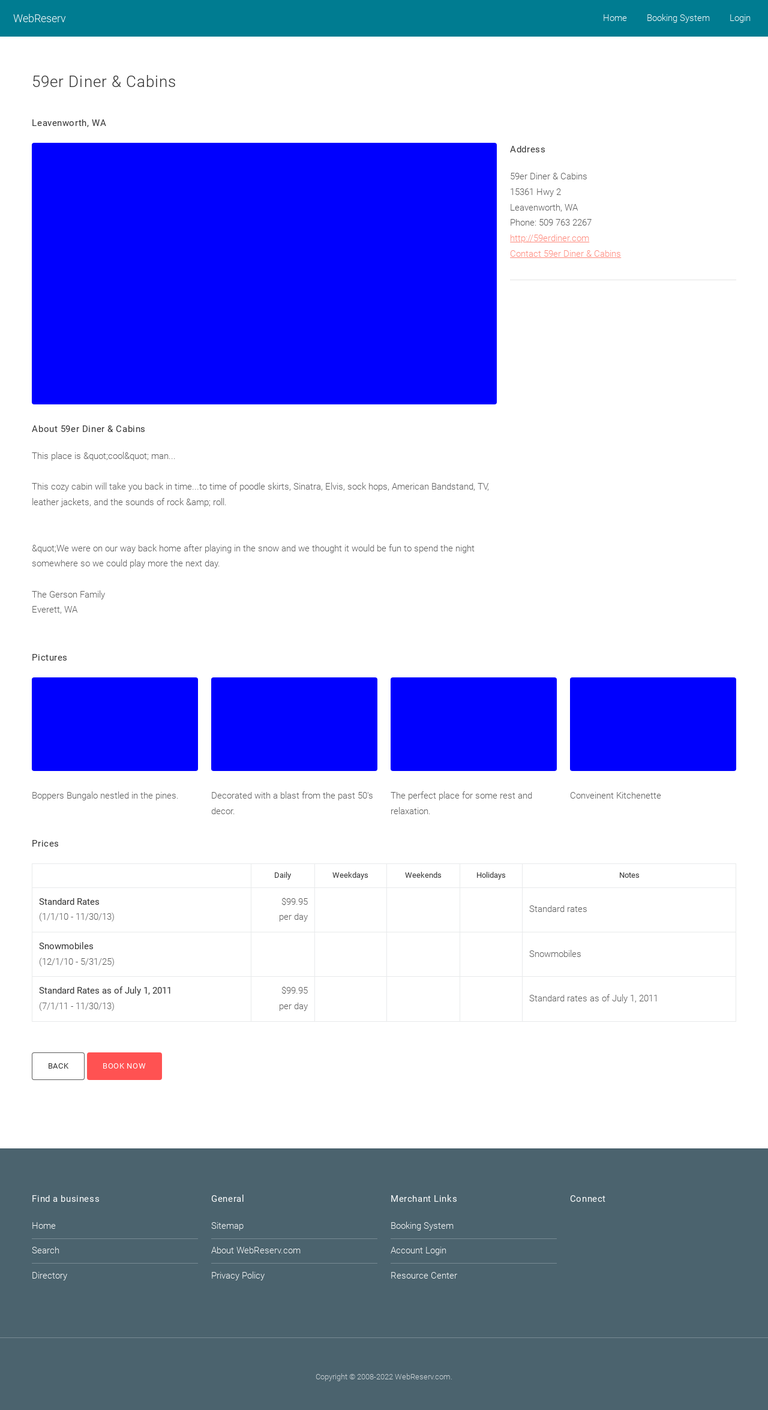 WebReserv
Home
Booking System
Login
59er Diner & Cabins
Leavenworth, WA
Address
59er Diner & Cabins
15361 Hwy 2
Leavenworth, WA
Phone: 509 763 2267
http://59erdiner.com
Contact 59er Diner & Cabins
About 59er Diner & Cabins
This place is &quot;cool&quot; man...
This cozy cabin will take you back in time...to time of poodle skirts, Sinatra, Elvis, sock hops, American Bandstand, TV,
leather jackets, and the sounds of rock &amp; roll.
&quot;We were on our way back home after playing in the snow and we thought it would be fun to spend the night
somewhere so we could play more the next day.
The Gerson Family
Everett, WA
Pictures
Boppers Bungalo nestled in the pines.
Decorated with a blast from the past 50's
decor.
The perfect place for some rest and
relaxation.
Conveinent Kitchenette
Prices
Daily
Weekdays
Weekends
Holidays
Notes
Standard Rates
(1/1/10 - 11/30/13)
$99.95
per day
Standard rates
Snowmobiles
(12/1/10 - 5/31/25)
Snowmobiles
Standard Rates as of July 1, 2011
(7/1/11 - 11/30/13)
$99.95
per day
Standard rates as of July 1, 2011
BACK
BOOK NOW
Find a business
Home
Search
Directory
General
Sitemap
About WebReserv.com
Privacy Policy
Merchant Links
Booking System
Account Login
Resource Center
Connect
Copyright © 2008-2022 WebReserv.com.